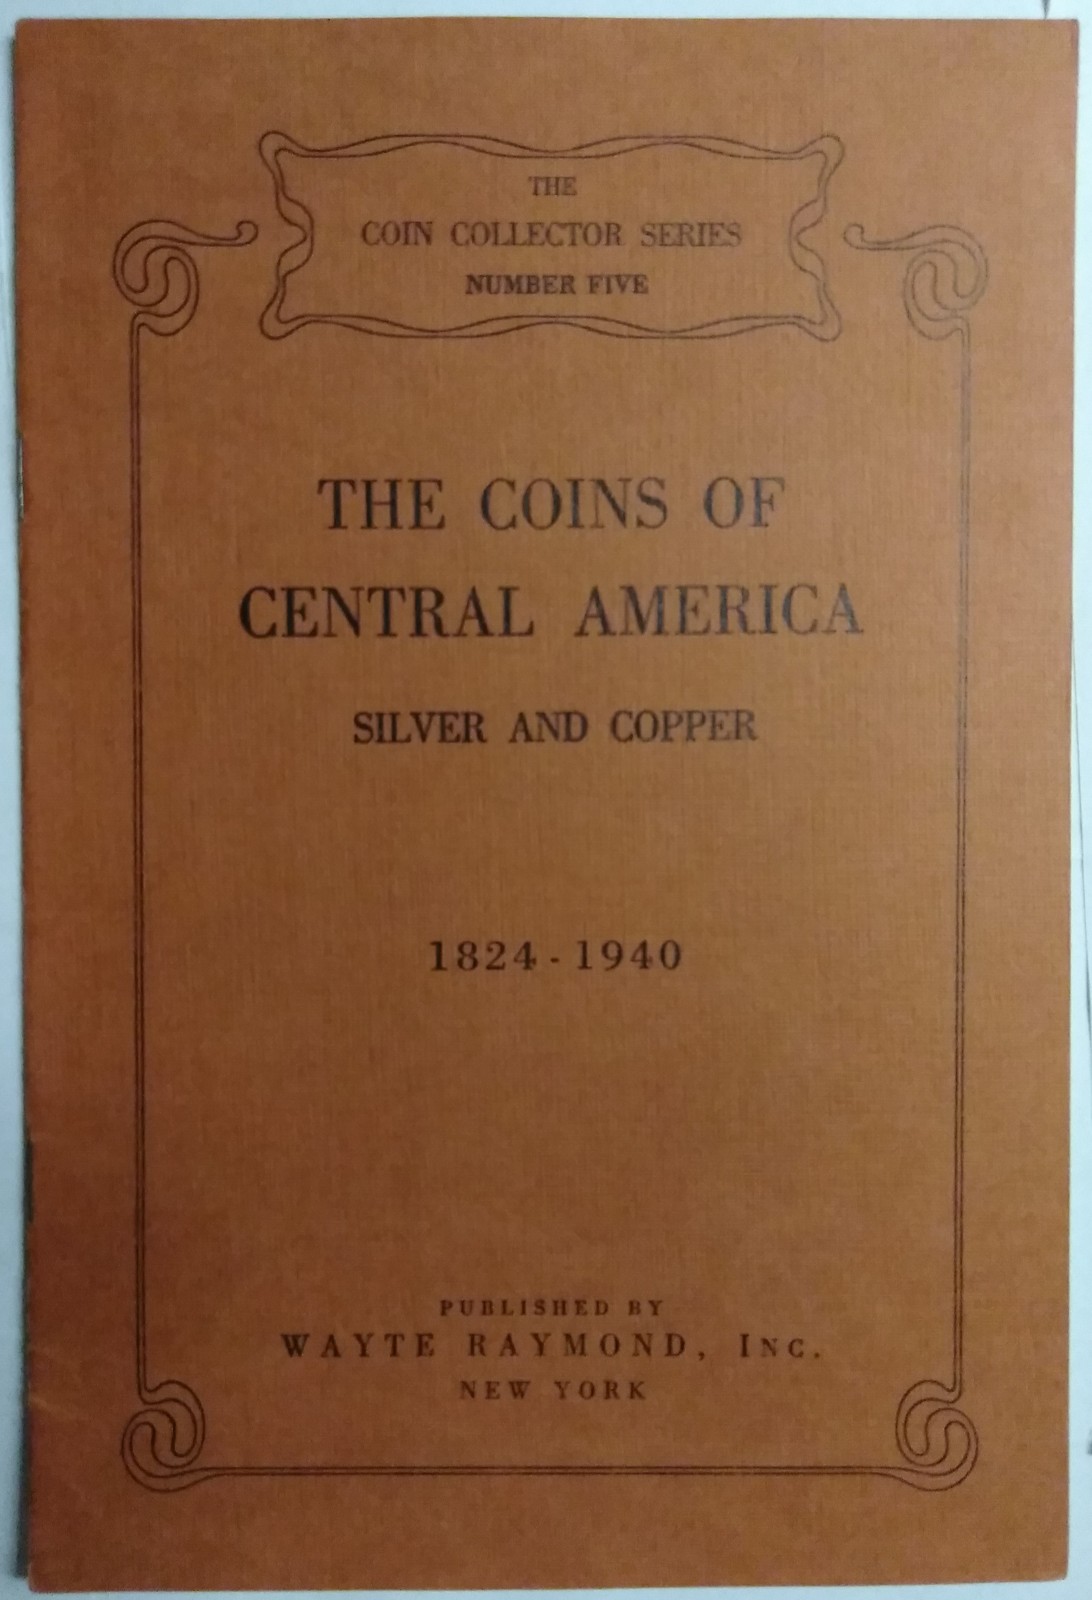 THE
COIN COLLECTOR SERIES
NUMBER FIVE
THE COINS OF
CENTRAL AMERICA
SILVER AND COPPER
1824 - 1940
PUBLISHED BY
WAYTE RAYMOND, INC.
NEW YORK